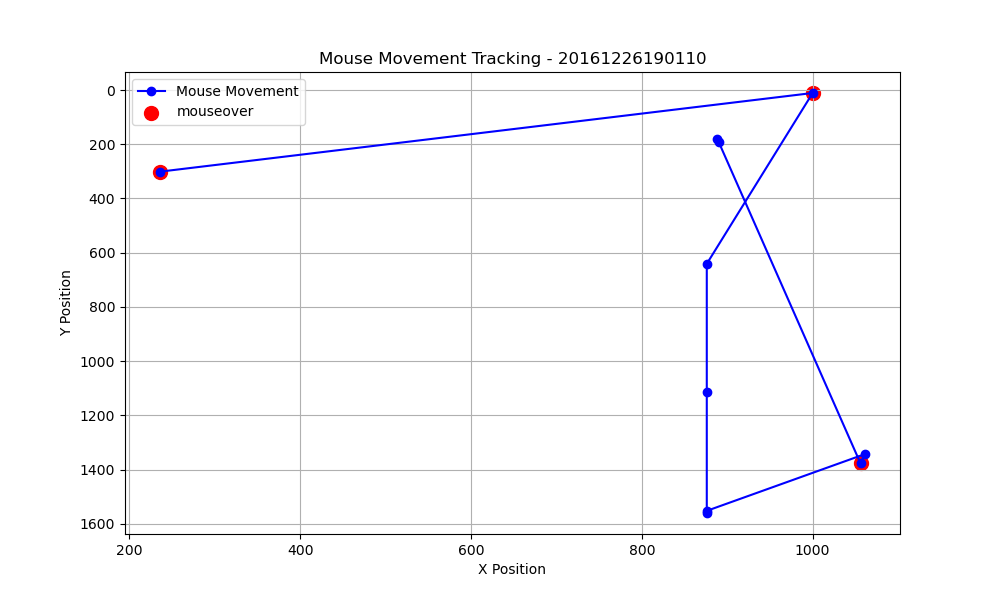 Mouse Movement Tracking - 20161226190110
Mouse Movement
mouseover
0
200
400
600
800
1000
1200
1400
1600
Y Position
200 400 600 800 1000
X Position